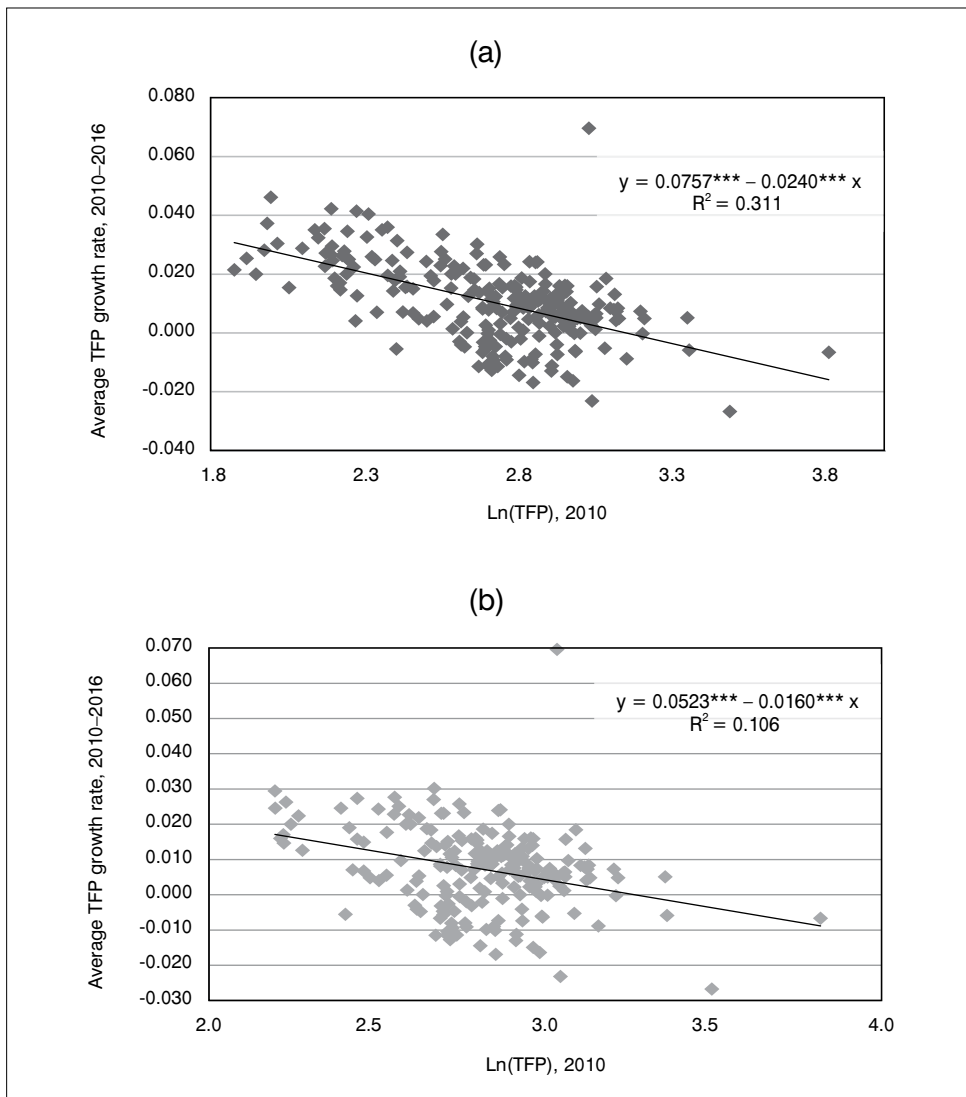 (a)
0.080
0.060
0.040
0.020
0.000
-0.020
-0.040
Average TFP growth rate, 2010–2016
y = 0.0757*** – 0.0240*** x
R² = 0.311
1.8 2.3 2.8 3.3 3.8
Ln(TFP), 2010
(b)
0.070
0.060
0.050
0.040
0.030
0.020
0.010
0.000
-0.010
-0.020
-0.030
Average TFP growth rate, 2010–2016
y = 0.0523*** – 0.0160*** x
R² = 0.106
2.0 2.5 3.0 3.5 4.0
Ln(TFP), 2010